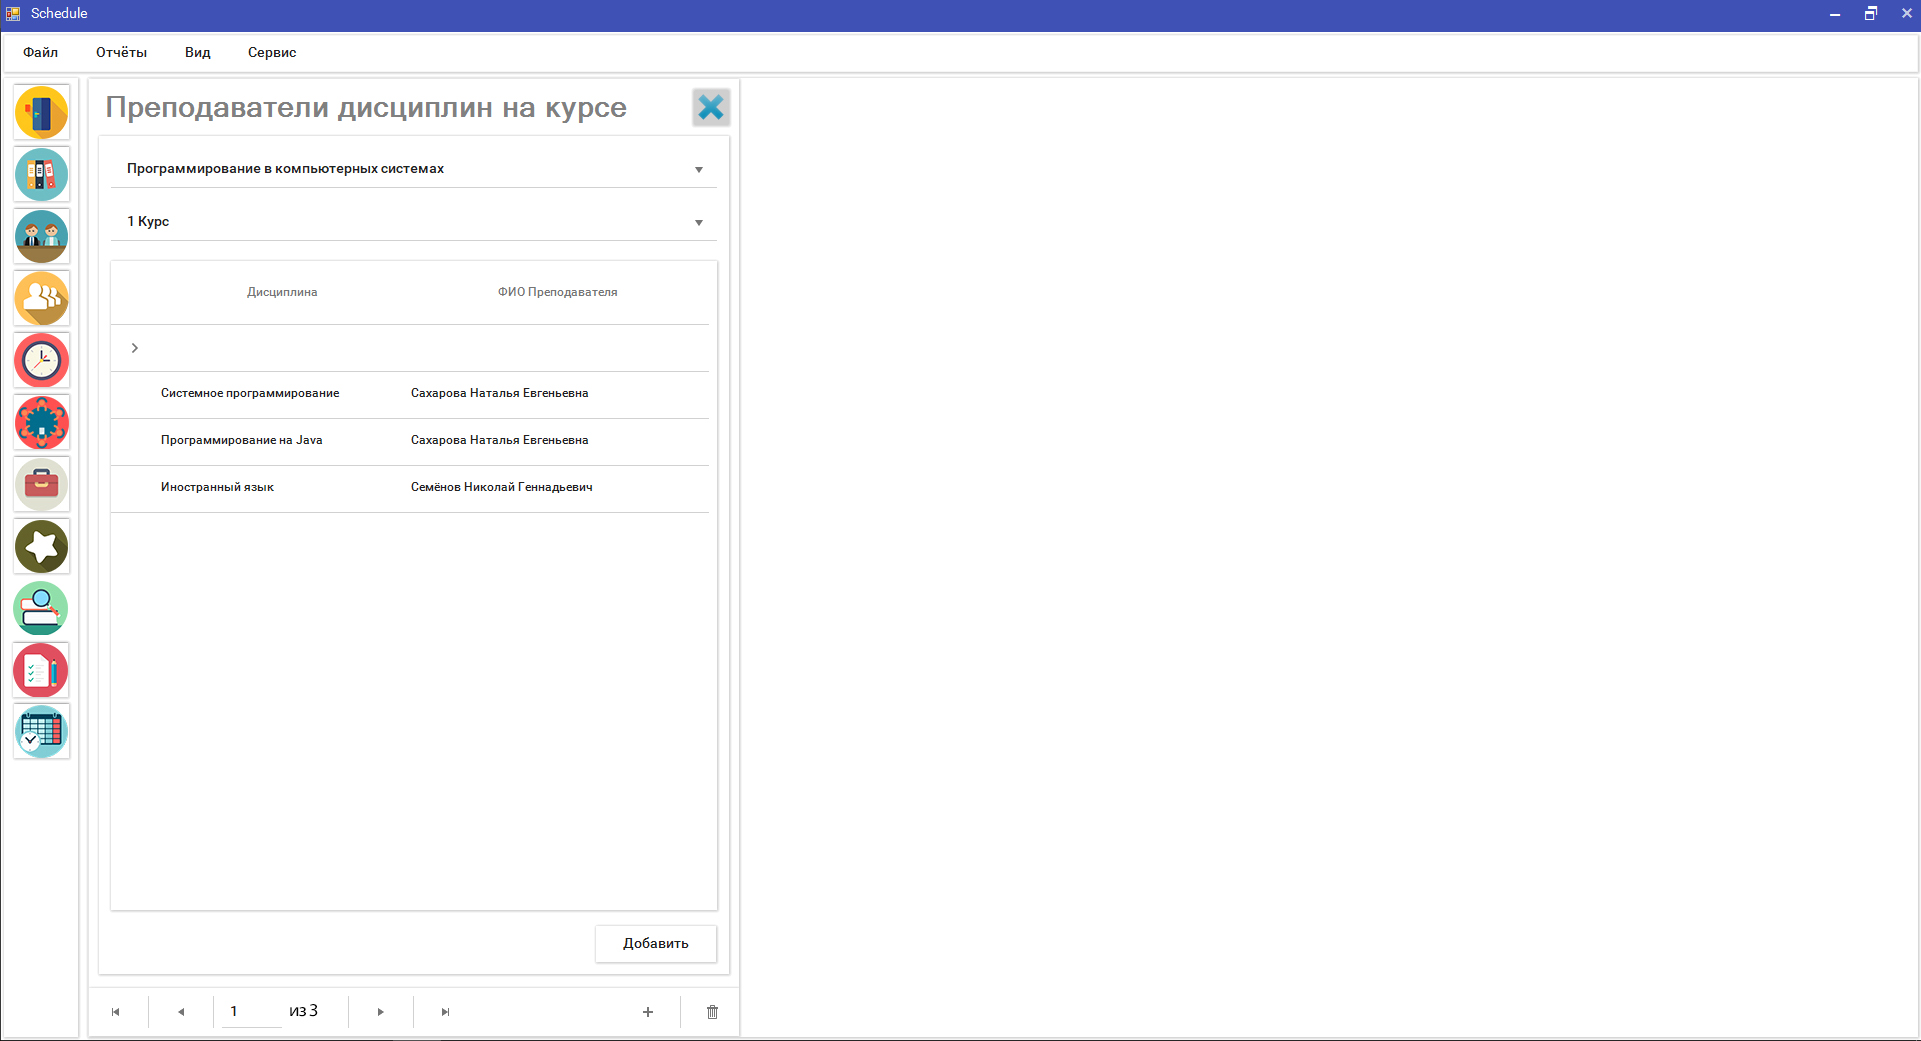 Schedule
Файл Отчёты Вид Сервис
Преподаватели дисциплин на курсе
Программирование в компьютерных системах
1 Курс
Дисциплина ФИО Преподавателя
Системное программирование Сахарова Наталья Евгеньевна
Программирование на Java Сахарова Наталья Евгеньевна
Иностранный язык Семёнов Николай Геннадьевич
Добавить
1 из 3